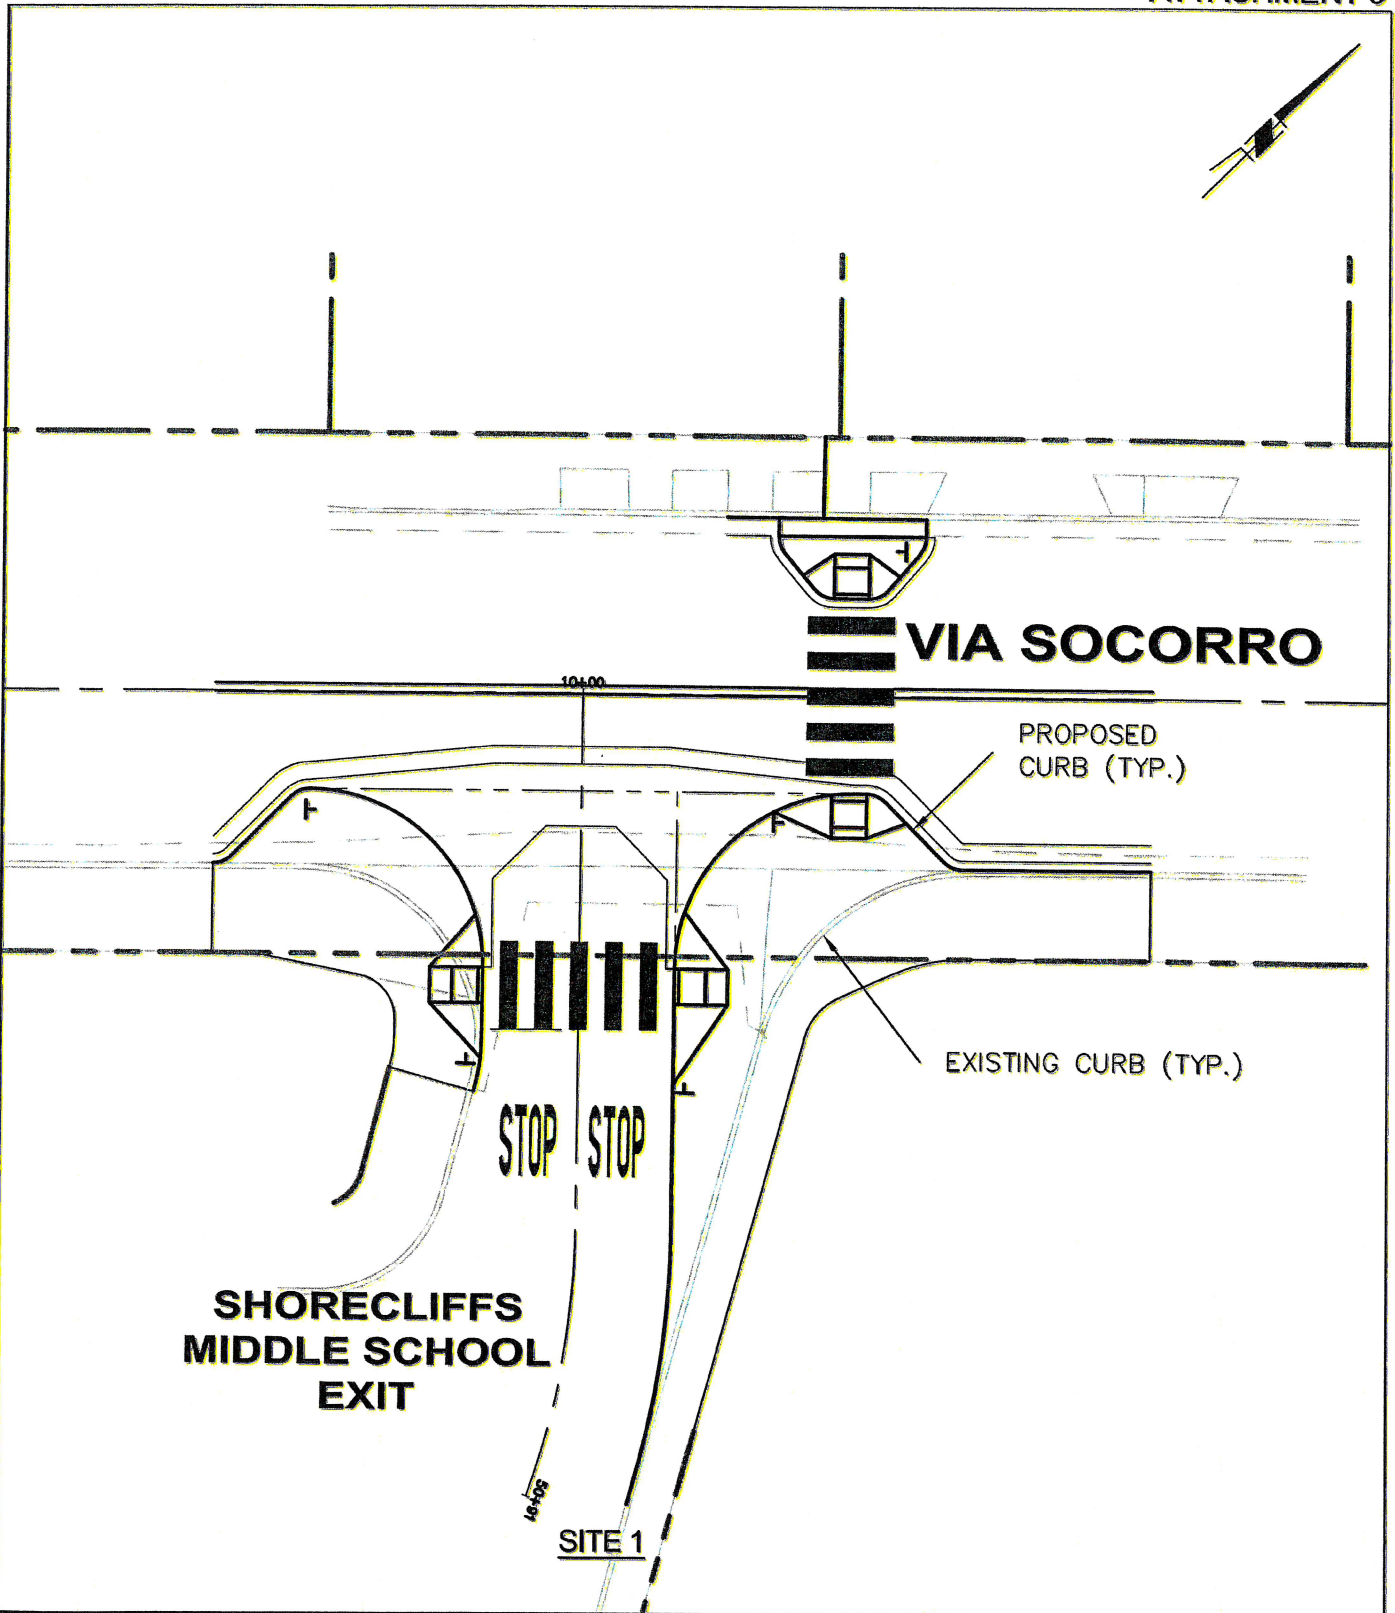 VIA SOCORRO
10+00
PROPOSED
CURB (TYP.)
EXISTING CURB (TYP.)
STOP STOP
SHORECLIFFS
MIDDLE SCHOOL
EXIT
SITE 1